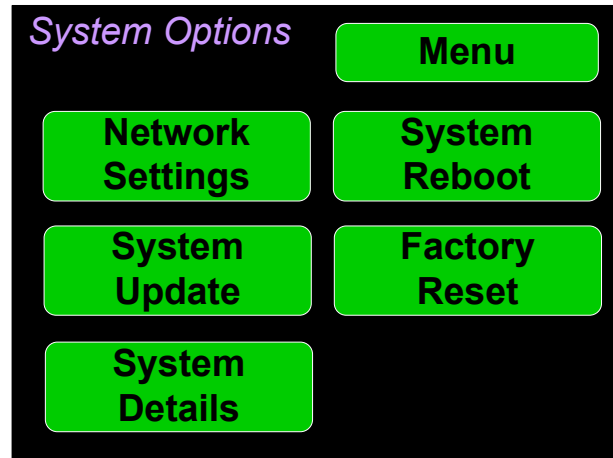 System Options
Menu
Network
Settings
System
Reboot
System
Update
Factory
Reset
System
Details